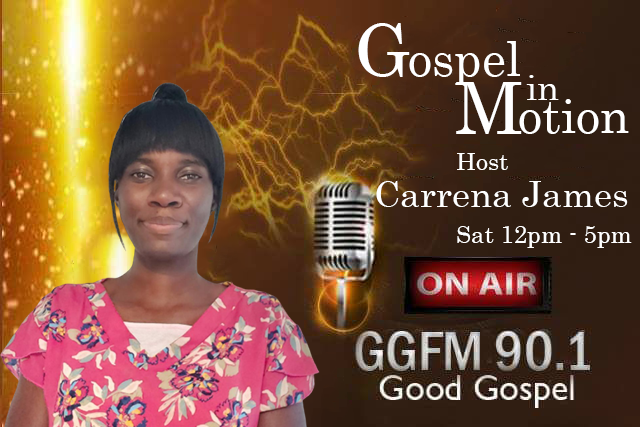 Gospel
in
Motion
Host
Carrena James
Sat 12pm - 5pm
ON AIR
GGFM 90.1
Good Gospel